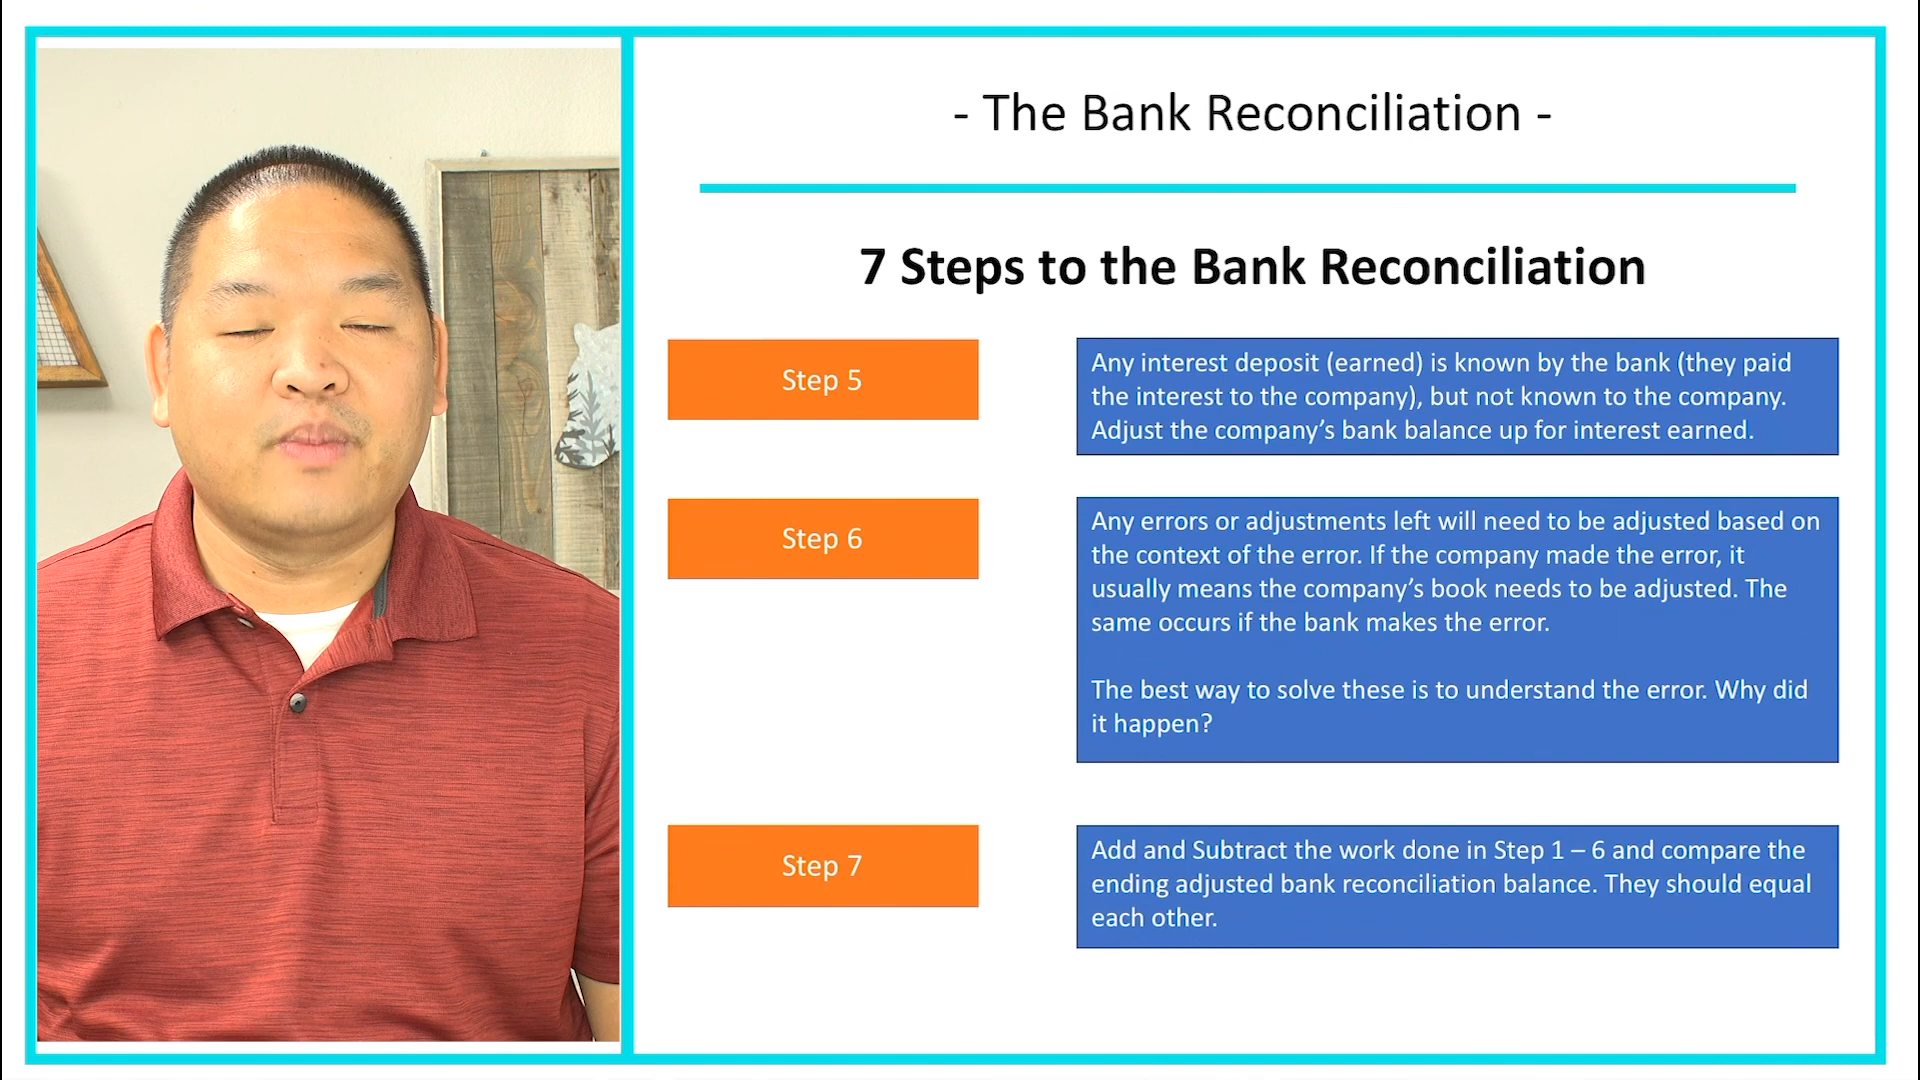 - The Bank Reconciliation -
7 Steps to the Bank Reconciliation
Step 5
Any interest deposit (earned) is known by the bank (they paid
the interest to the company), but not known to the company.
Adjust the company’s bank balance up for interest earned.
Step 6
Any errors or adjustments left will need to be adjusted based on
the context of the error. If the company made the error, it
usually means the company’s book needs to be adjusted. The
same occurs if the bank makes the error.
The best way to solve these is to understand the error. Why did
it happen?
Step 7
Add and Subtract the work done in Step 1 – 6 and compare the
ending adjusted bank reconciliation balance. They should equal
each other.